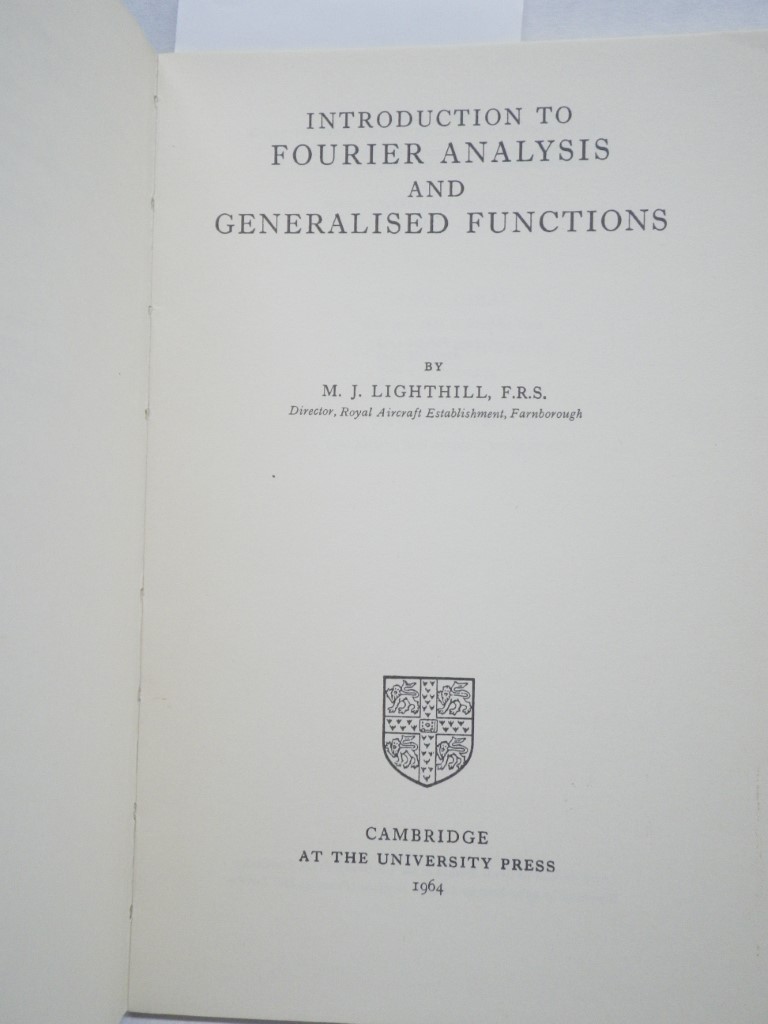 INTRODUCTION TO
FOURIER ANALYSIS
AND
GENERALISED FUNCTIONS
BY
M. J. LIGHTHILL, F.R.S.
Director, Royal Aircraft Establishment, Farnborough
CAMBRIDGE
AT THE UNIVERSITY PRESS
1964